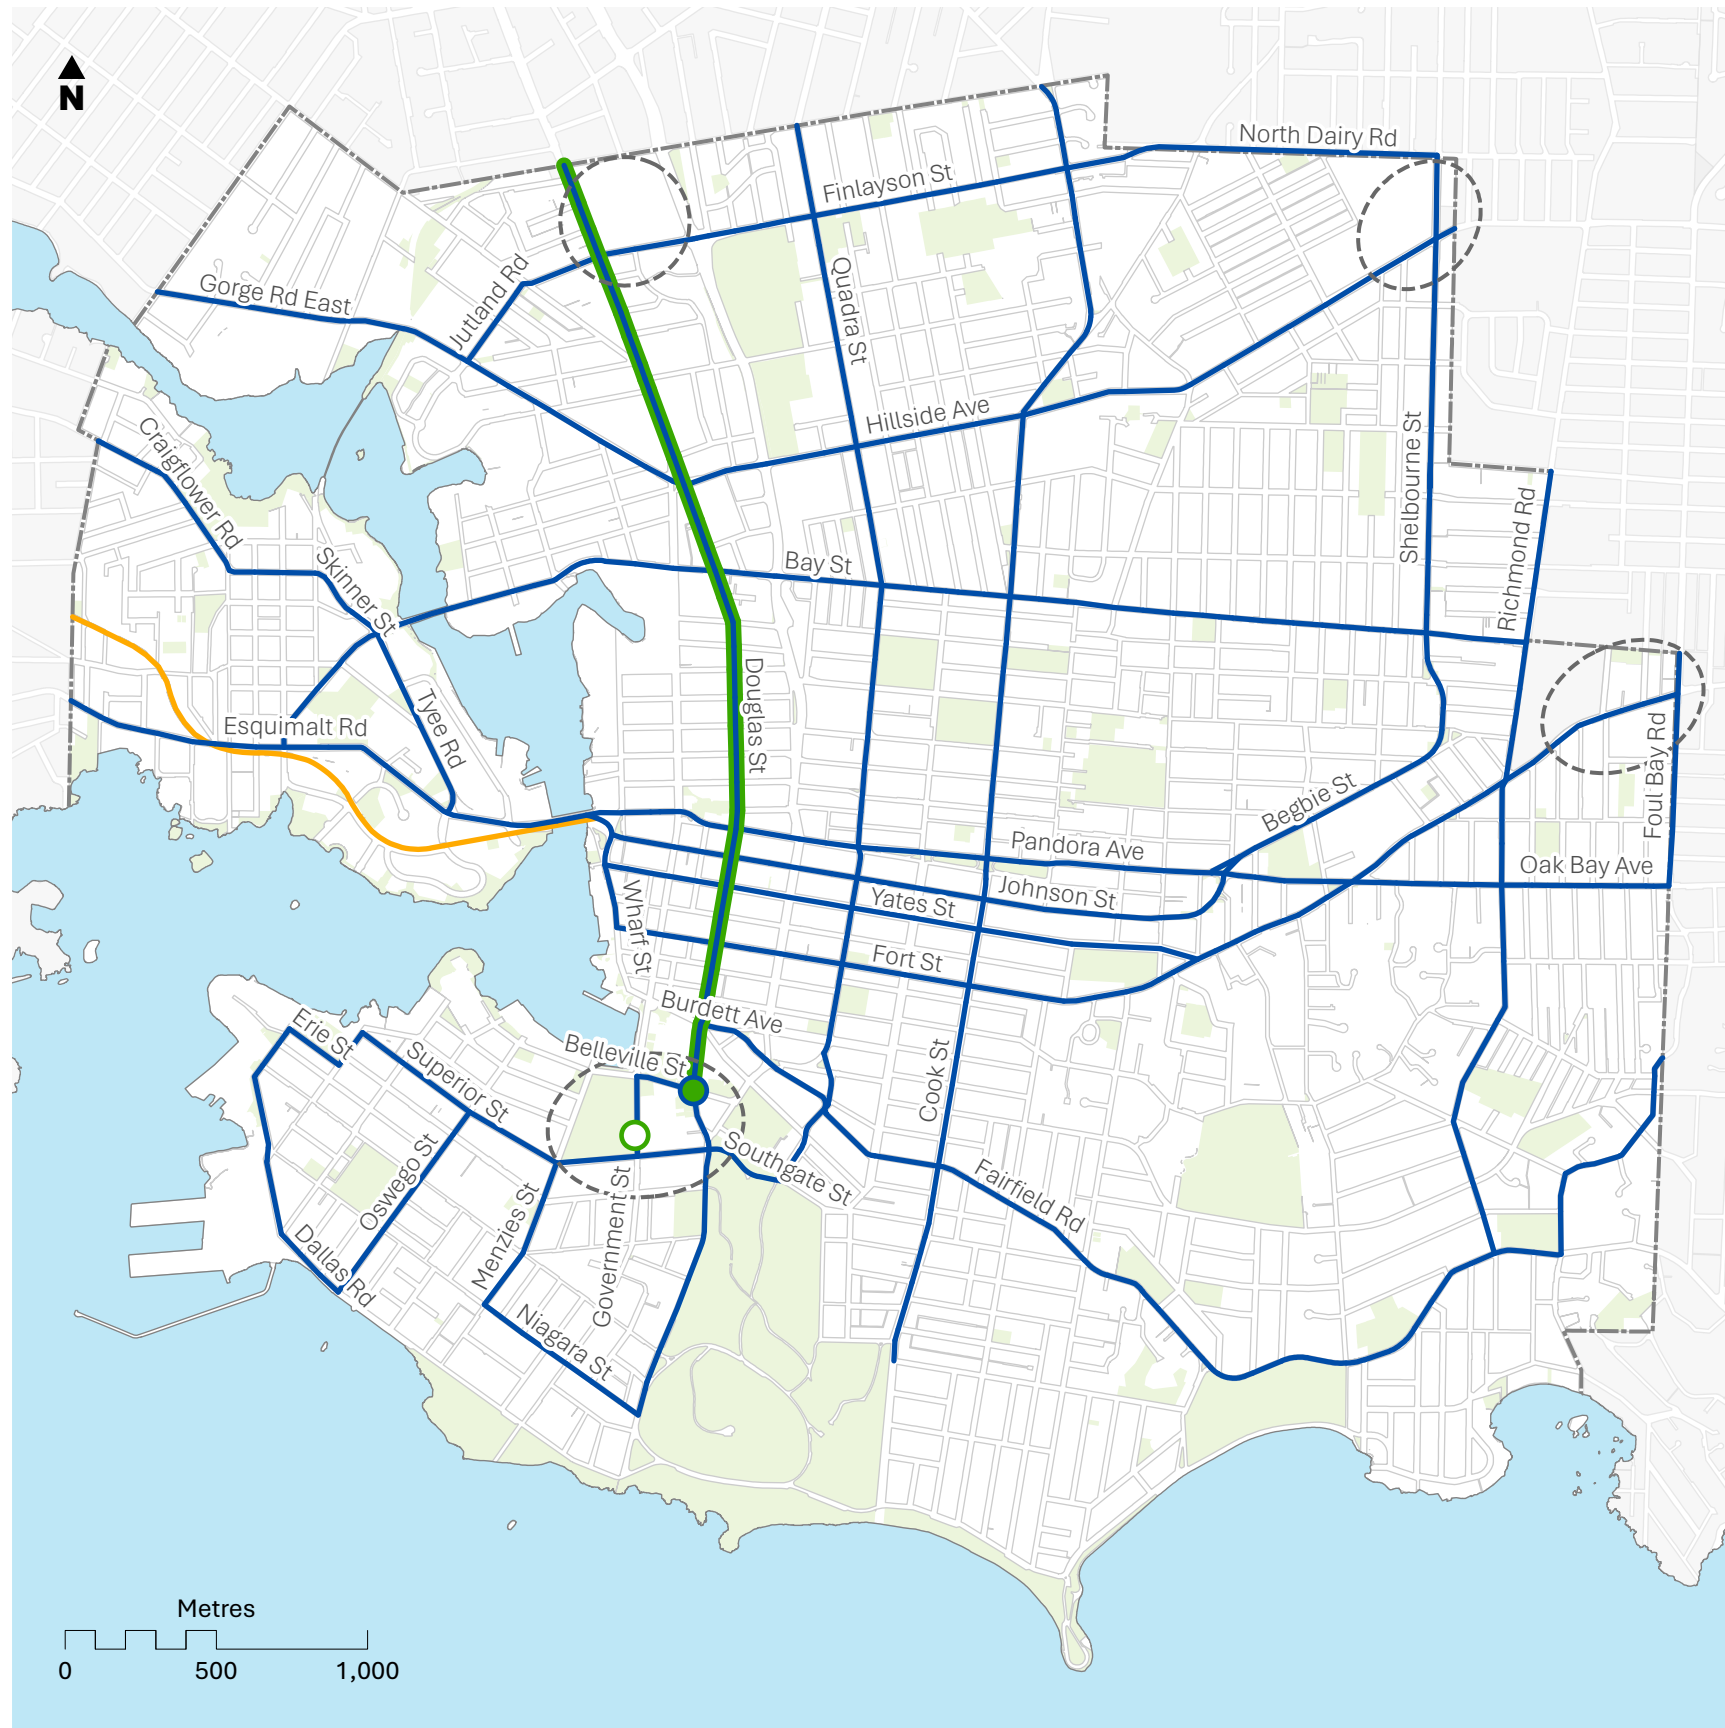 N
North Dairy Rd
Finlayson St
Gorge Rd East
Jutland Rd
Quadra St
Hillside Ave
Craigflower Rd
Shelbourne St
Richmond Rd
Skinner St
Bay St
Douglas St
Tyee Rd
Esquimalt Rd
Foul Bay Rd
Begbie St
Pandora Ave
Oak Bay Ave
Johnson St
Yates St
Wharf St
Fort St
Burdett Ave
Erie St
Belleville St
Superior St
Cook St
Oswego St
Southgate St
Fairfield Rd
Menzies St
Government St
Dallas Rd
Niagara St
Metres
0 500 1,000